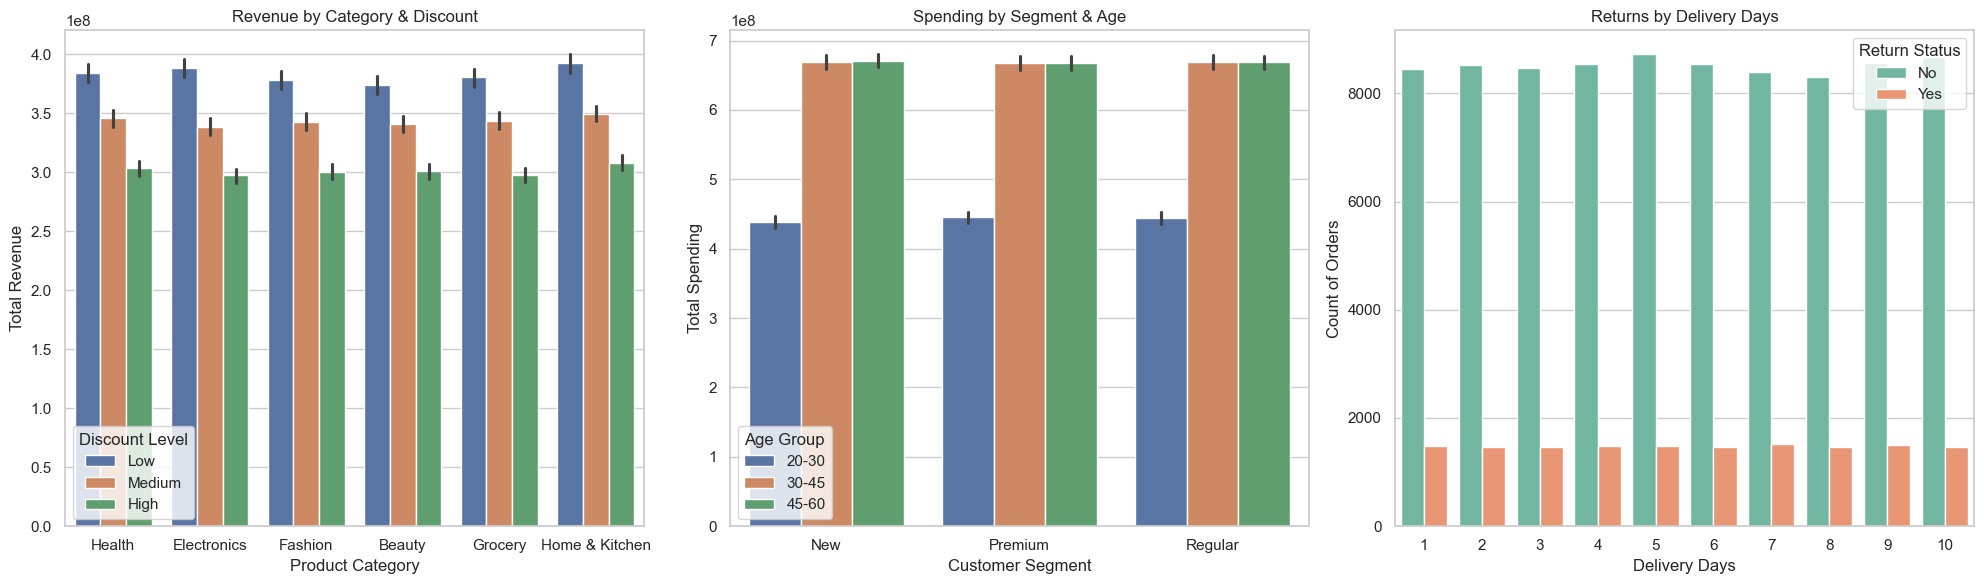 Revenue by Category & Discount
1e8
4.0
3.5
3.0
2.5
2.0
1.5
1.0
0.5
0.0
Total Revenue
Discount Level
Low
Medium
High
Health Electronics Fashion Beauty Grocery Home & Kitchen
Product Category
Spending by Segment & Age
1e8
7
6
5
4
3
2
1
0
Total Spending
Age Group
20-30
30-45
45-60
New Premium Regular
Customer Segment
Returns by Delivery Days
8000
6000
4000
2000
0
Count of Orders
Return Status
No
Yes
1 2 3 4 5 6 7 8 9 10
Delivery Days